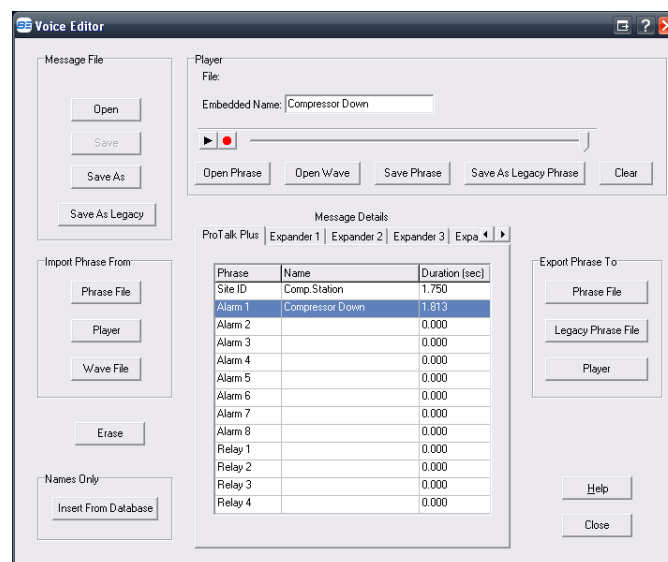 Voice Editor
Message File
Open
Save
Save As
Save As Legacy
Player
File:
Embedded Name: Compressor Down
Open Phrase Open Wave Save Phrase Save As Legacy Phrase Clear
Message Details
ProTalk Plus Expander 1 Expander 2 Expander 3 Expa
Import Phrase From
Phrase File
Player
Wave File
Erase
Names Only
Insert From Database
Phrase Name Duration (sec)
Site ID Comp.Station 1.750
Alarm 1 Compressor Down 1.813
Alarm 2 0.000
Alarm 3 0.000
Alarm 4 0.000
Alarm 5 0.000
Alarm 6 0.000
Alarm 7 0.000
Alarm 8 0.000
Relay 1 0.000
Relay 2 0.000
Relay 3 0.000
Relay 4 0.000
Export Phrase To
Phrase File
Legacy Phrase File
Player
Help
Close